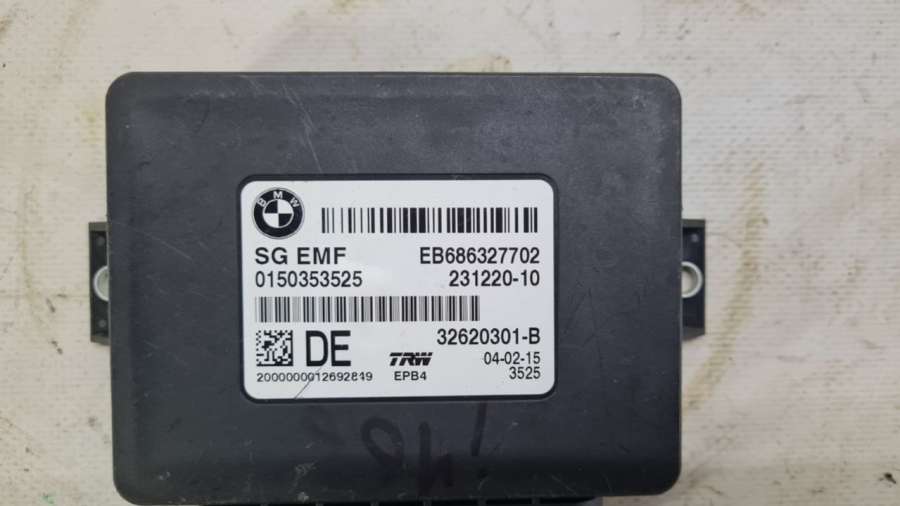 BMW
SG EMF EB686327702
0150353525 231220-10
32620301-B
DE TRW 04-02-15
2000000012692849 EPB4 3525